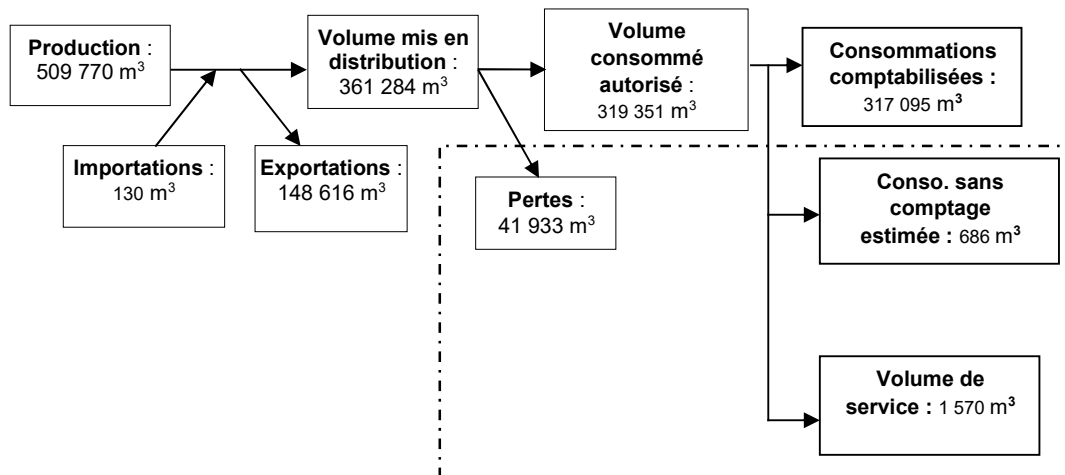 Production :
509 770 m³
Volume mis en
distribution :
361 284 m³
Volume
consommé
autorisé :
319 351 m³
Consommations
comptabilisées :
317 095 m³
Importations :
130 m³
Exportations :
148 616 m³
Pertes :
41 933 m³
Conso. sans
comptage
estimée : 686 m³
Volume de
service : 1 570 m³